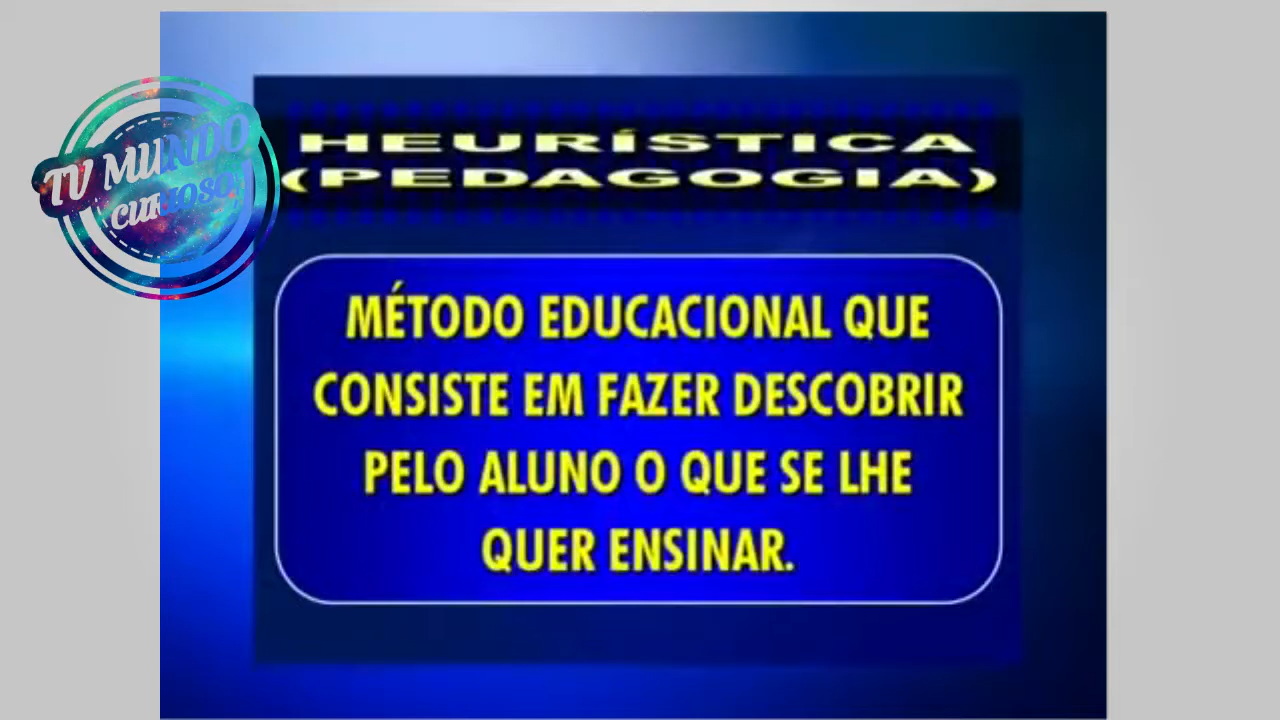 TV MUNDO
CURIOSO
HEURÍSTICA
(PEDAGOGIA)
MÉTODO EDUCACIONAL QUE
CONSISTE EM FAZER DESCOBRIR
PELO ALUNO O QUE SE LHE
QUER ENSINAR.